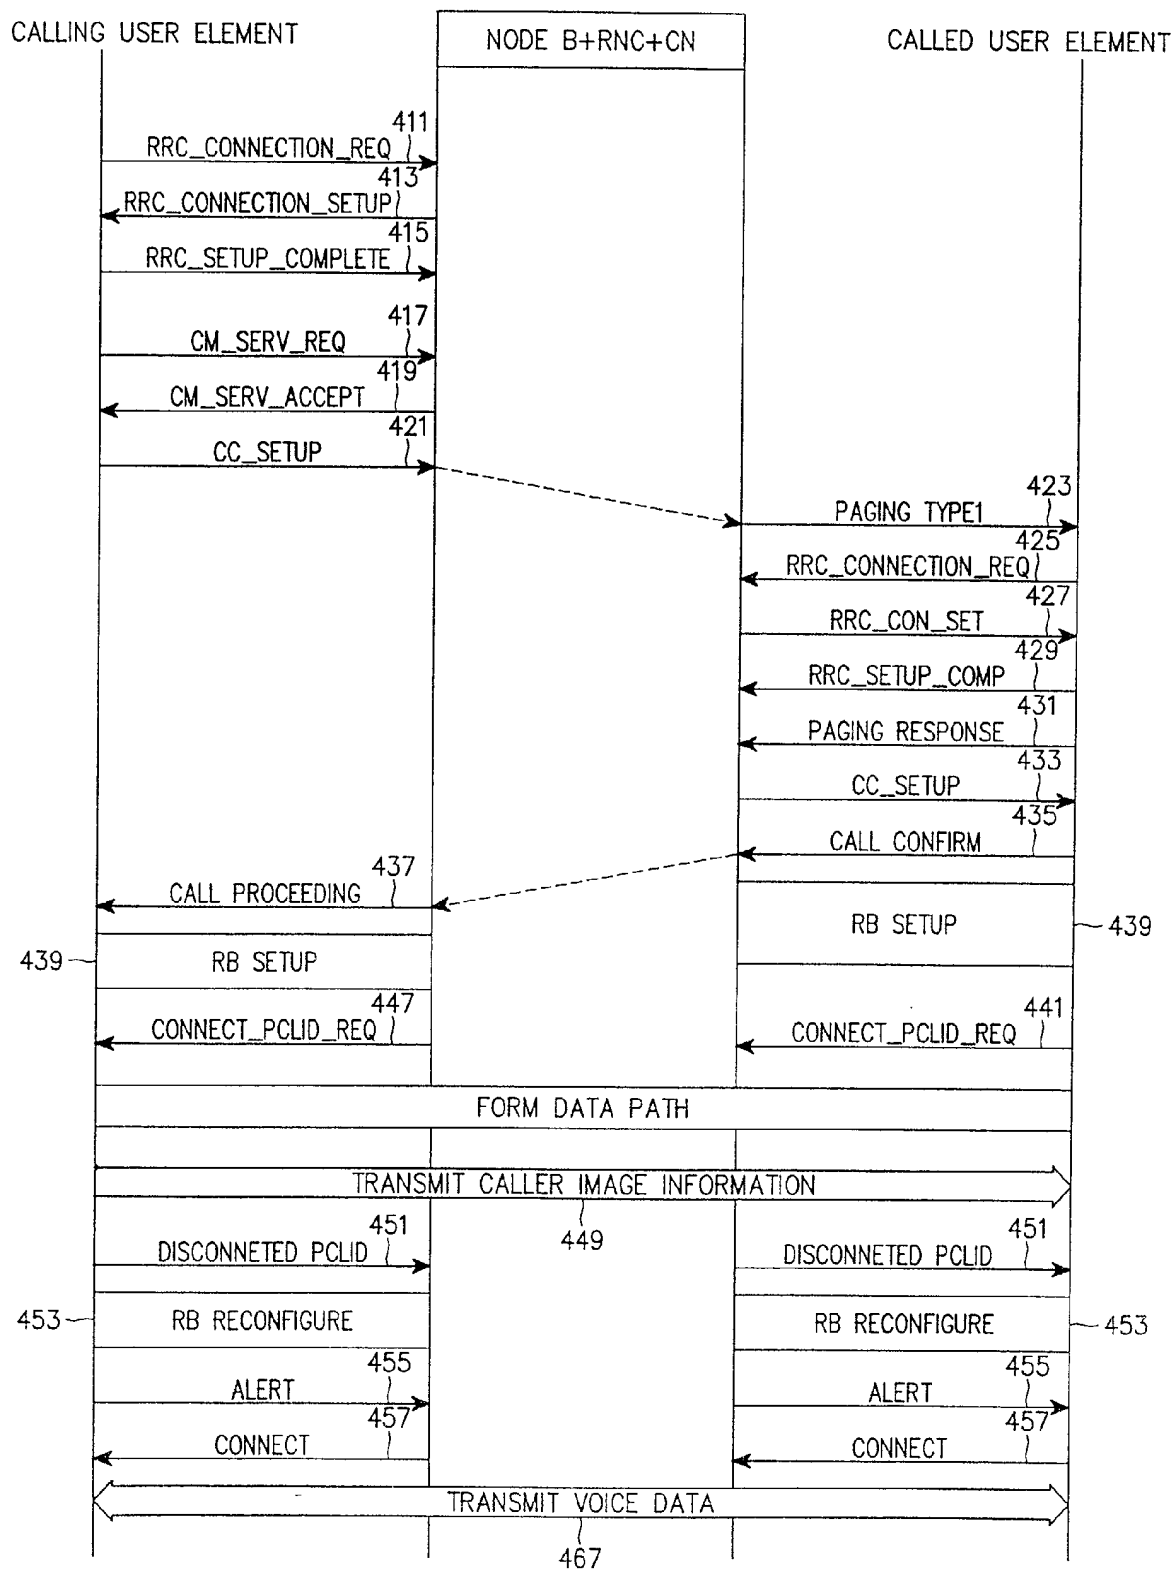 CALLING USER ELEMENT
NODE B+RNC+CN
CALLED USER ELEMENT
411
RRC_CONNECTION_REQ
413
RRC_CONNECTION_SETUP
415
RRC_SETUP_COMPLETE
417
CM_SERV_REQ
419
CM_SERV_ACCEPT
421
CC_SETUP
423
PAGING TYPE1
425
RRC_CONNECTION_REQ
427
RRC_CON_SET
429
RRC_SETUP_COMP
431
PAGING RESPONSE
433
CC_SETUP
435
CALL CONFIRM
437
CALL PROCEEDING
RB SETUP
439
439
RB SETUP
447
CONNECT_PCLID_REQ
441
CONNECT_PCLID_REQ
FORM DATA PATH
TRANSMIT CALLER IMAGE INFORMATION
449
451
DISCONNETED PCLID
451
DISCONNETED PCLID
453
RB RECONFIGURE
RB RECONFIGURE
453
455
ALERT
455
ALERT
457
CONNECT
457
CONNECT
TRANSMIT VOICE DATA
467